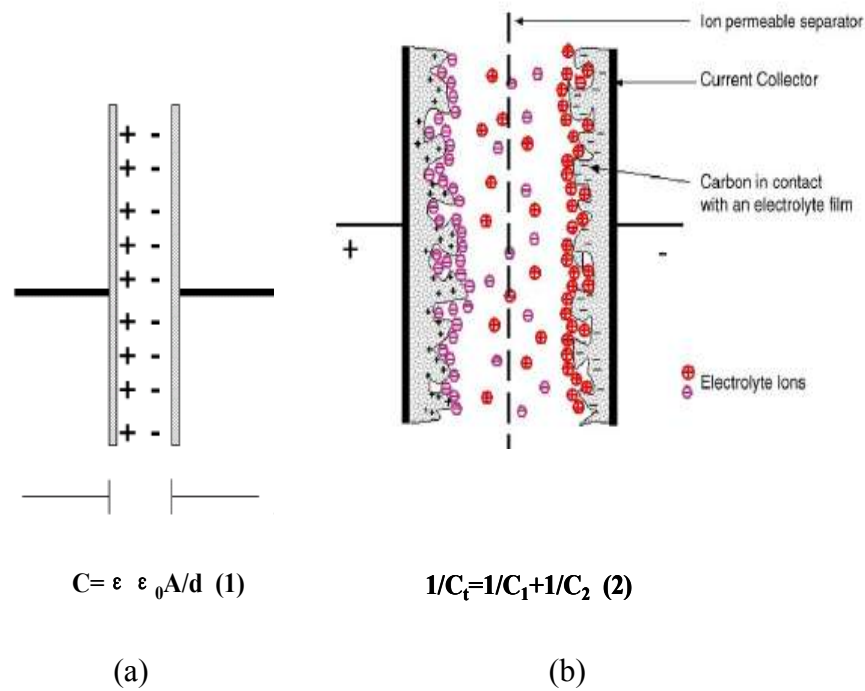 Ion permeable separator
Current Collector
Carbon in contact
with an electrolyte film
+ -
+ -
+ -
+ -
+ -
+ -
+ -
+ -
+ -
+
-
Electrolyte Ions
C= ε ε₀A/d (1)
1/Cₜ=1/C₁+1/C₂ (2)
(a)
(b)